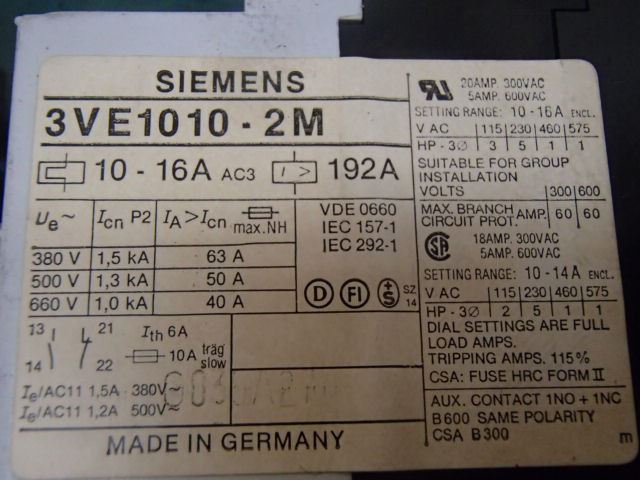 SIEMENS
3VE1010-2M
10-16A AC3 I> 192A
Ue~ Icn P2 IA>Icn max.NH
380 V 1,5 kA 63 A
500 V 1,3 kA 50 A
660 V 1,0 kA 40 A
VDE 0660
IEC 157-1
IEC 292-1
D FI +S SZ 14
13 21 Ith 6A
14 22 10A träg slow
Ie/AC11 1,5A 380V~
Ie/AC11 1,2A 500V~
MADE IN GERMANY
20AMP. 300VAC
5AMP. 600VAC
SETTING RANGE: 10-16A ENCL.
V AC 115 230 460 575
HP-3Ø 3 5 1 1
SUITABLE FOR GROUP
INSTALLATION
VOLTS 300 600
MAX. BRANCH
CIRCUIT PROT. AMP. 60 60
SA 18AMP. 300VAC
5AMP. 600VAC
SETTING RANGE: 10-14A ENCL.
V AC 115 230 460 575
HP-3Ø 2 5 1 1
DIAL SETTINGS ARE FULL
LOAD AMPS.
TRIPPING AMPS. 115%
CSA: FUSE HRC FORM II
AUX. CONTACT 1NO+1NC
B600 SAME POLARITY
CSA B300
m